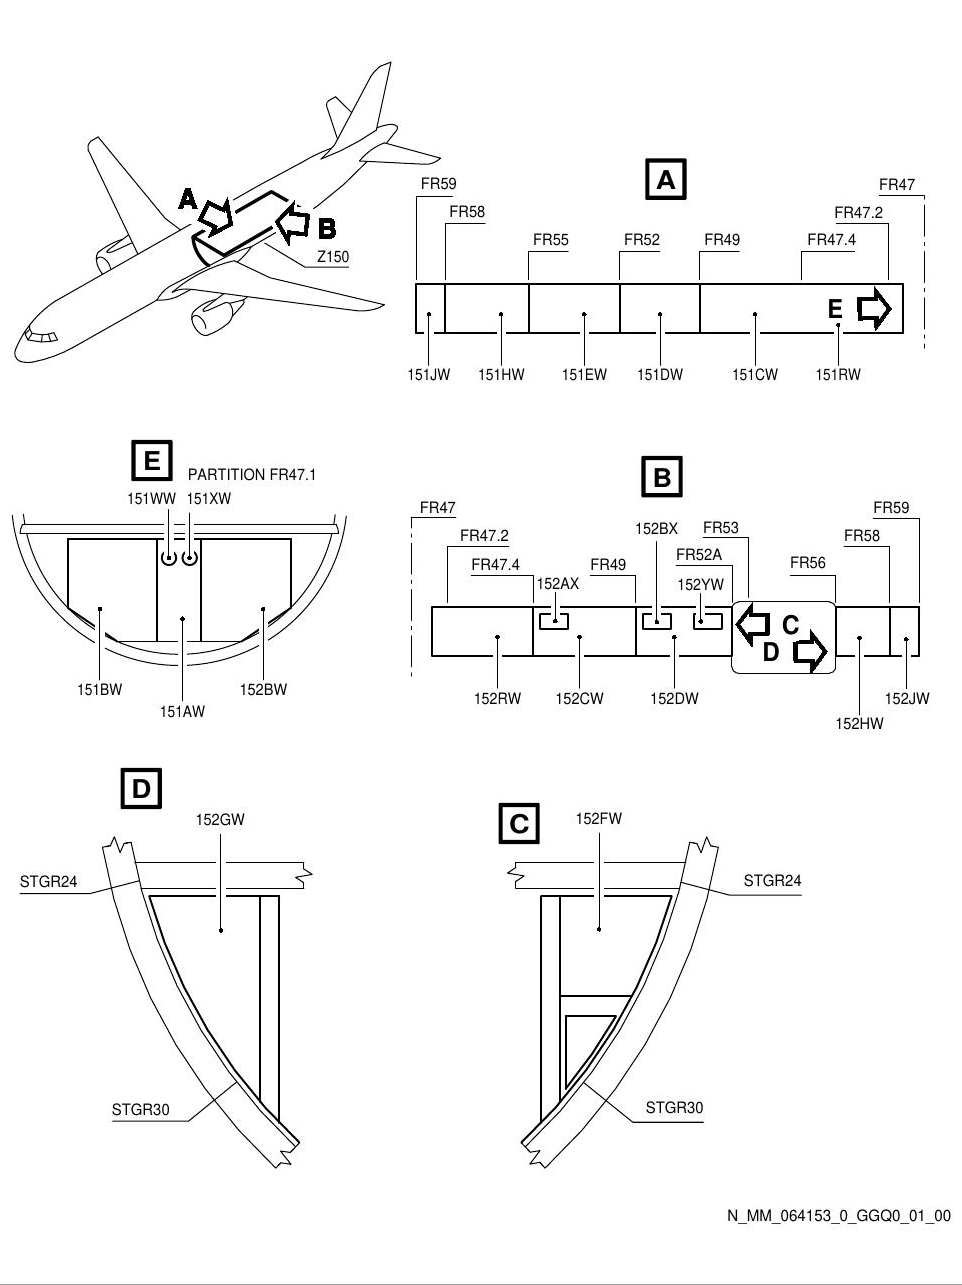 A
B
Z150
A
FR59
FR58
FR55
FR52
FR49
FR47.4
FR47.2
FR47
E
151JW
151HW
151EW
151DW
151CW
151RW
E
PARTITION FR47.1
151WW
151XW
151BW
151AW
152BW
B
FR47
FR47.2
FR47.4
152AX
FR49
152BX
FR52A
152YW
FR53
FR56
FR58
FR59
C
D
152RW
152CW
152DW
152HW
152JW
D
152GW
STGR24
STGR30
C
152FW
STGR24
STGR30
N_MM_064153_0_GGQ0_01_00